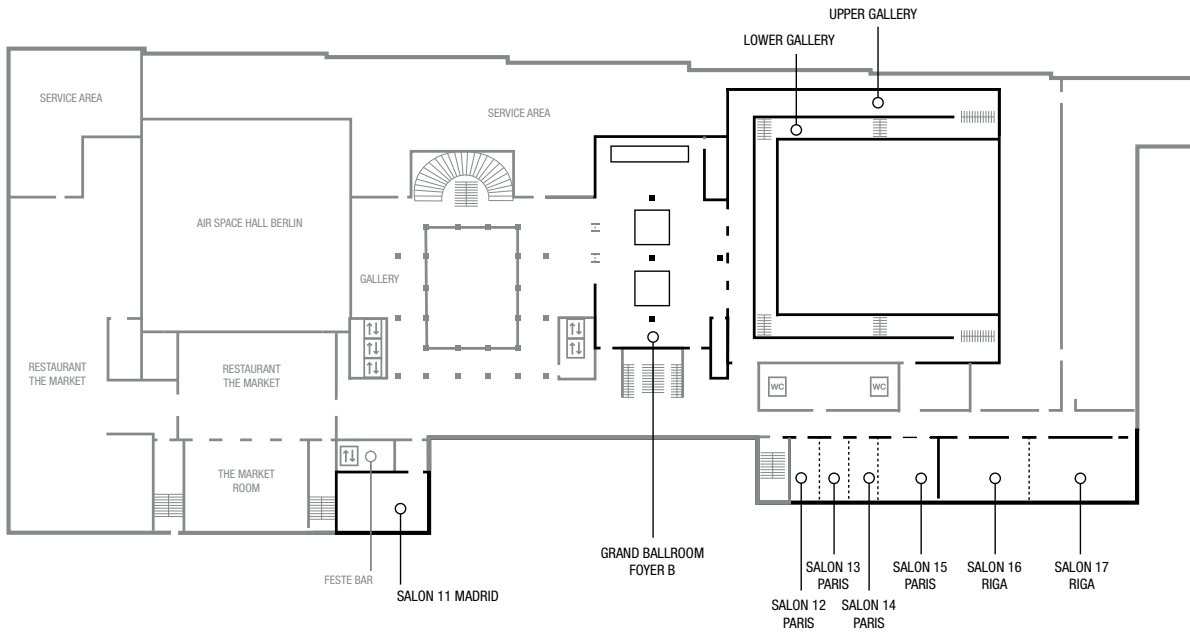 UPPER GALLERY
LOWER GALLERY
SERVICE AREA
SERVICE AREA
AIR SPACE HALL BERLIN
GALLERY
RESTAURANT
THE MARKET
RESTAURANT
THE MARKET
WC
WC
THE MARKET
ROOM
FESTE BAR
SALON 11 MADRID
GRAND BALLROOM
FOYER B
SALON 12
PARIS
SALON 13
PARIS
SALON 14
PARIS
SALON 15
PARIS
SALON 16
RIGA
SALON 17
RIGA